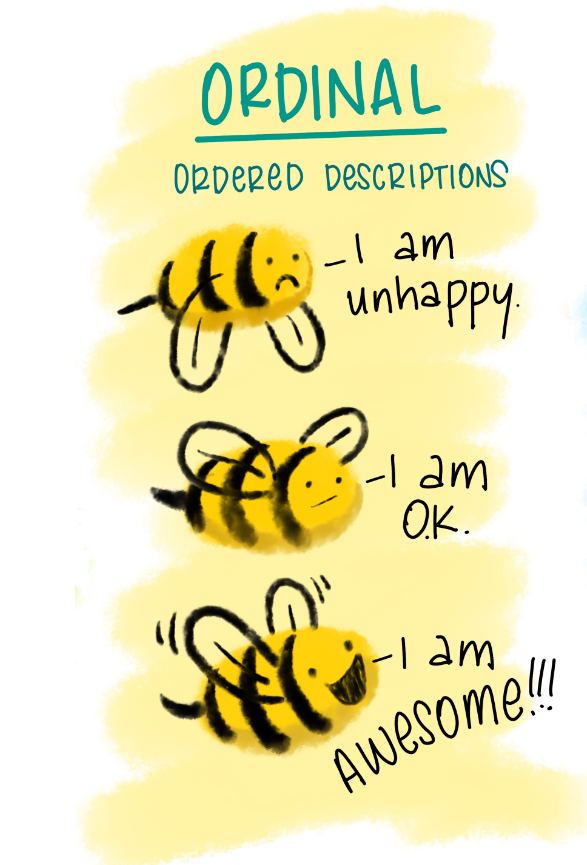 ORDINAL
ORDERED DESCRIPTIONS
I am
unhappy.
I am
O.K.
I am
AWESOME!!!